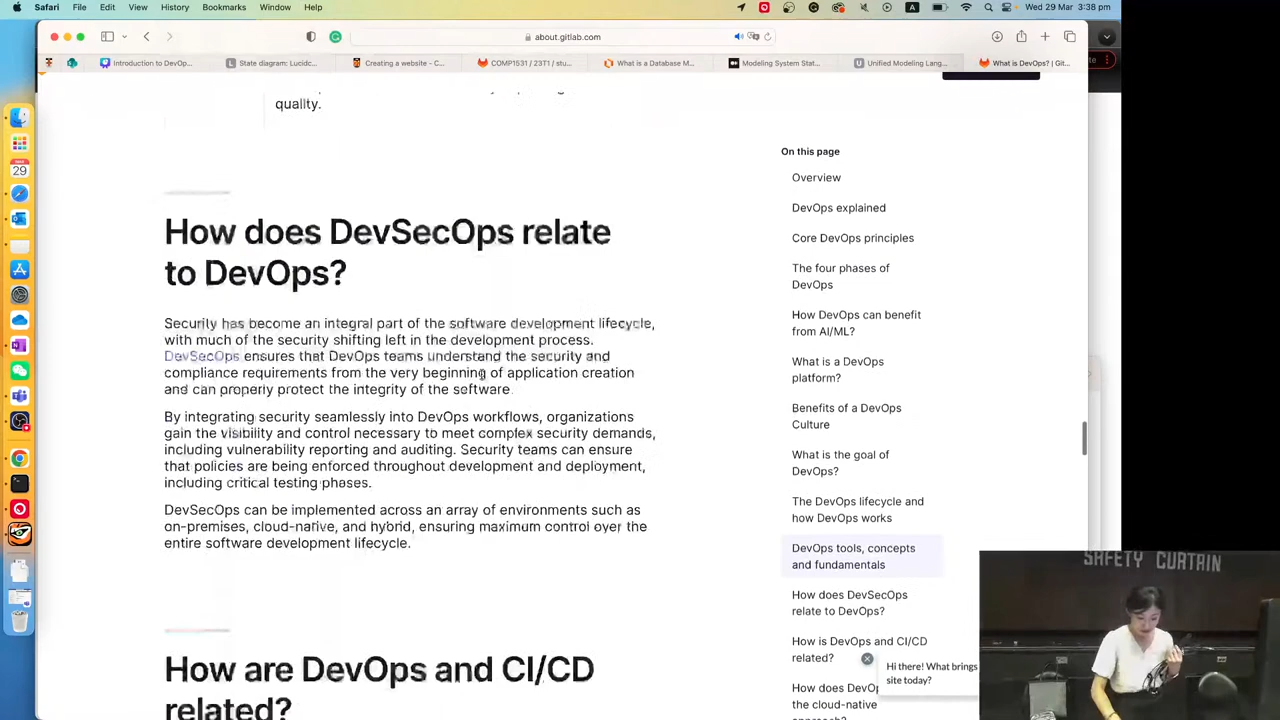 Safari File Edit View History Bookmarks Window Help
Wed 29 Mar 3:38 pm
about.gitlab.com
Introduction to DevOp...
State diagram: Lucidc...
Creating a website - C...
COMP1531 / 23T1 / stu...
What is a Database M...
Modeling System Stat...
Unified Modeling Lang...
What is DevOps? | Git...
quality.
How does DevSecOps relate
to DevOps?
Security has become an integral part of the software development lifecycle,
with much of the security shifting left in the development process.
DevSecOps ensures that DevOps teams understand the security and
compliance requirements from the very beginning of application creation
and can properly protect the integrity of the software.
By integrating security seamlessly into DevOps workflows, organizations
gain the visibility and control necessary to meet complex security demands,
including vulnerability reporting and auditing. Security teams can ensure
that policies are being enforced throughout development and deployment,
including critical testing phases.
DevSecOps can be implemented across an array of environments such as
on-premises, cloud-native, and hybrid, ensuring maximum control over the
entire software development lifecycle.
How are DevOps and CI/CD
related?
On this page
Overview
DevOps explained
Core DevOps principles
The four phases of
DevOps
How DevOps can benefit
from AI/ML?
What is a DevOps
platform?
Benefits of a DevOps
Culture
What is the goal of
DevOps?
The DevOps lifecycle and
how DevOps works
DevOps tools, concepts
and fundamentals
How does DevSecOps
relate to DevOps?
How is DevOps and CI/CD
related?
How does DevOp
the cloud-native
Hi there! What brings
site today?
SAFETY CURTAIN